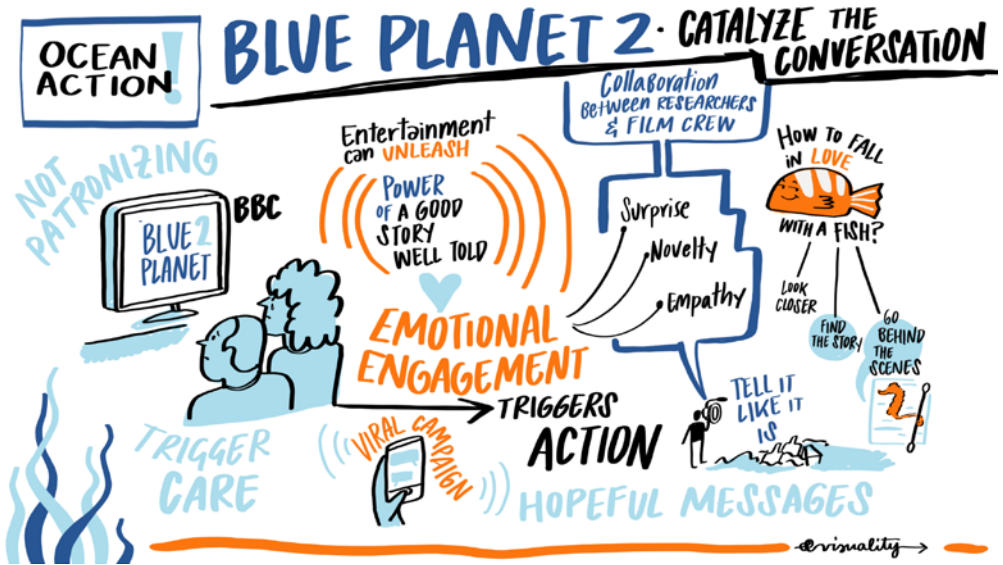 OCEAN
ACTION!
BLUE PLANET 2. CATALYZE THE
CONVERSATION
NOT
PATRONIZING
BLUE 2
PLANET
BBC
Entertainment
can UNLEASH
POWER
OF A GOOD
STORY
WELL TOLD
EMOTIONAL
ENGAGEMENT
TRIGGERS
ACTION
Collaboration
BETWEEN RESEARCHERS
& FILM CREW
Surprise
Novelty
Empathy
HOW TO FALL
in LOVE
WITH A FISH?
LOOK
CLOSER
FIND
THE STORY
GO
BEHIND
THE
SCENES
TELL IT
LIKE IT
IS
TRIGGER
CARE
VIRAL CAMPAIGN
HOPEFUL MESSAGES
visuality